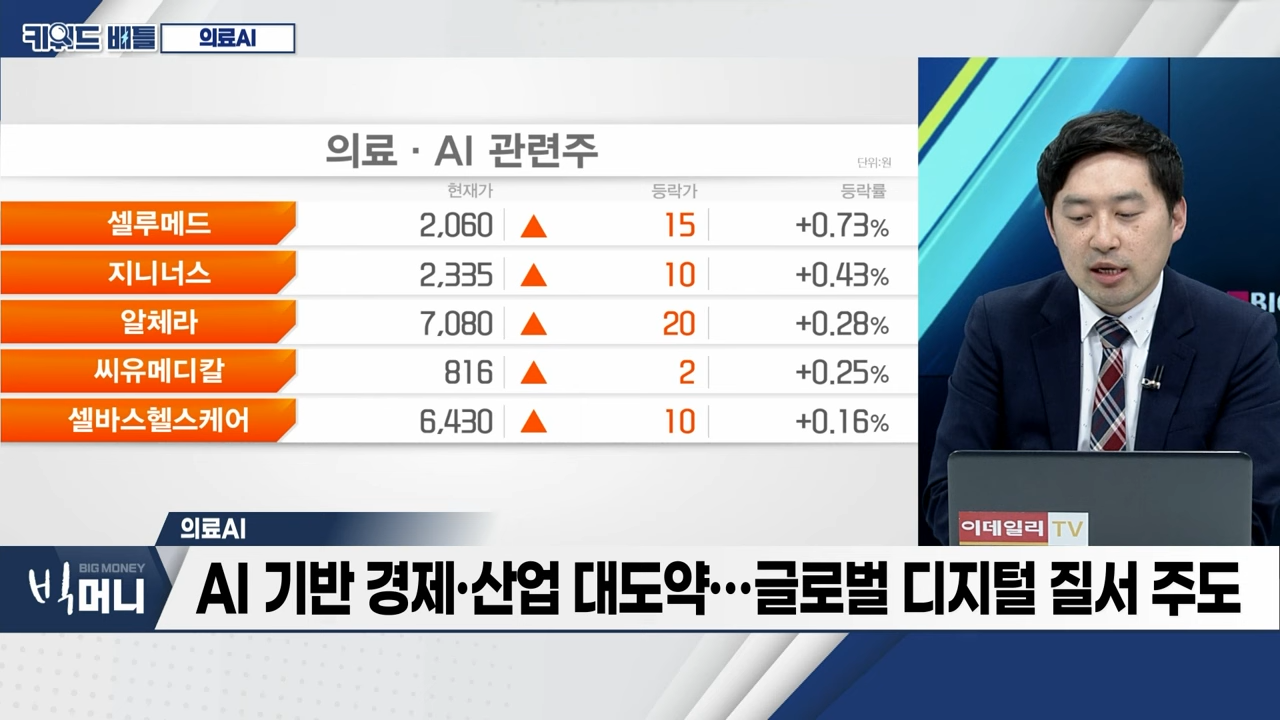 키워드 배틀
의료AI
의료·AI 관련주
단위:원
현재가 등락가 등락률
셀루메드 2,060 ▲ 15 +0.73%
지니너스 2,335 ▲ 10 +0.43%
알체라 7,080 ▲ 20 +0.28%
씨유메디칼 816 ▲ 2 +0.25%
셀바스헬스케어 6,430 ▲ 10 +0.16%
BIG
이데일리TV
의료AI
BIG MONEY
빅머니
AI 기반 경제·산업 대도약…글로벌 디지털 질서 주도